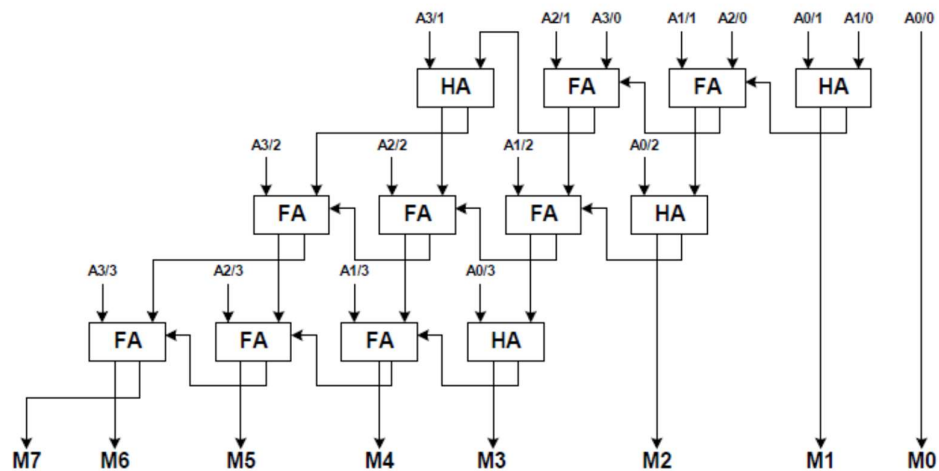 A3/1 A2/1 A3/0 A1/1 A2/0 A0/1 A1/0 A0/0
HA FA FA HA
A3/2 A2/2 A1/2 A0/2
FA FA FA HA
A3/3 A2/3 A1/3 A0/3
FA FA FA HA
M7 M6 M5 M4 M3 M2 M1 M0